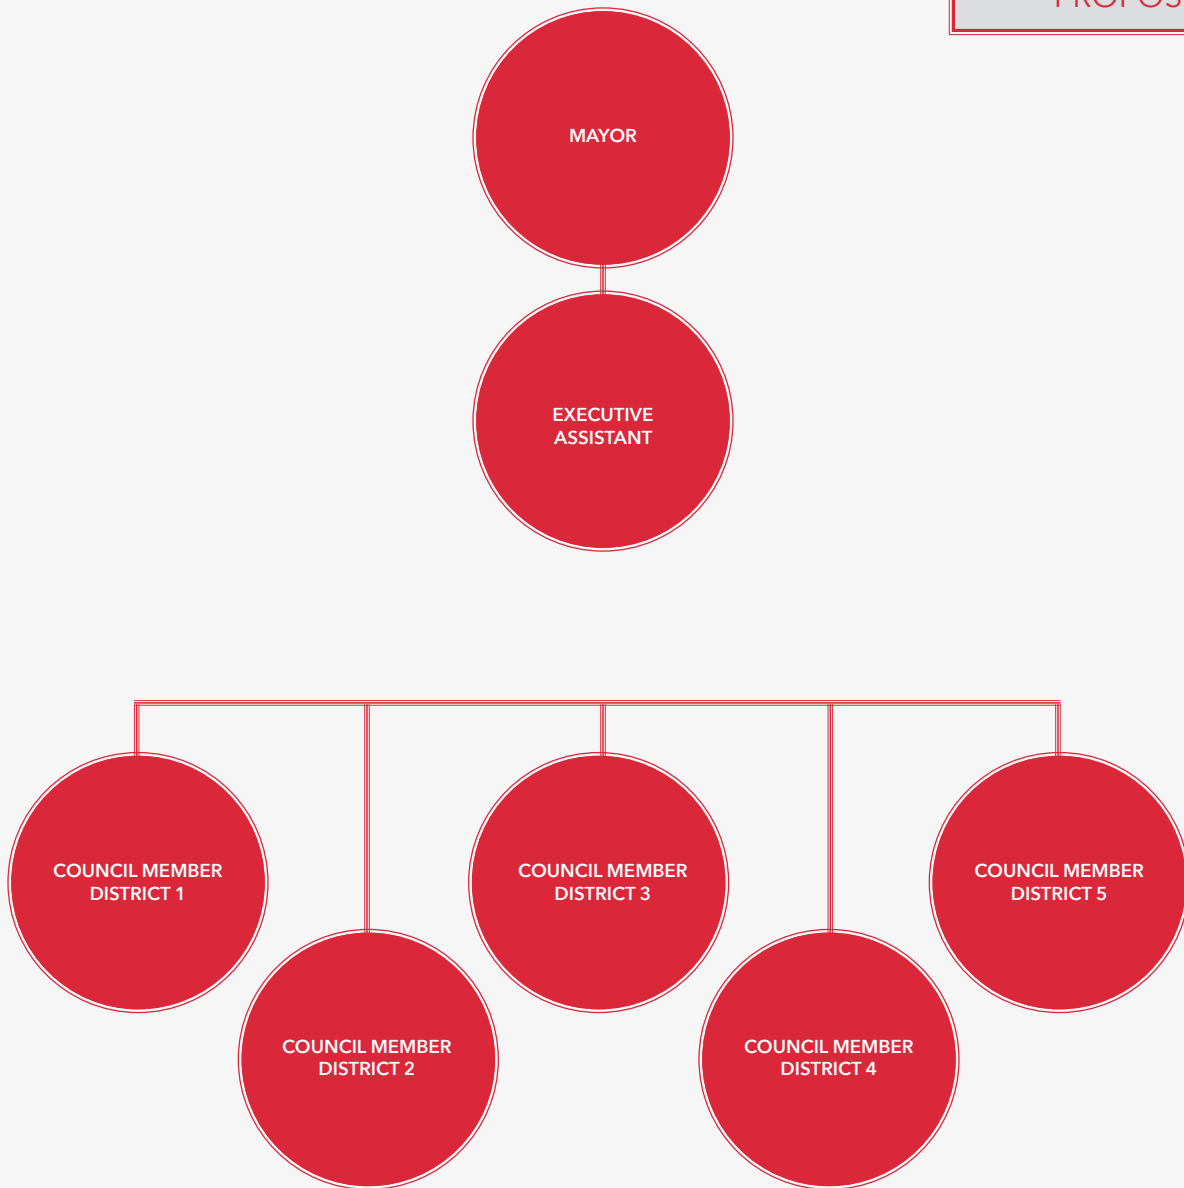 MAYOR
EXECUTIVE
ASSISTANT
COUNCIL MEMBER
DISTRICT 1
COUNCIL MEMBER
DISTRICT 3
COUNCIL MEMBER
DISTRICT 5
COUNCIL MEMBER
DISTRICT 2
COUNCIL MEMBER
DISTRICT 4